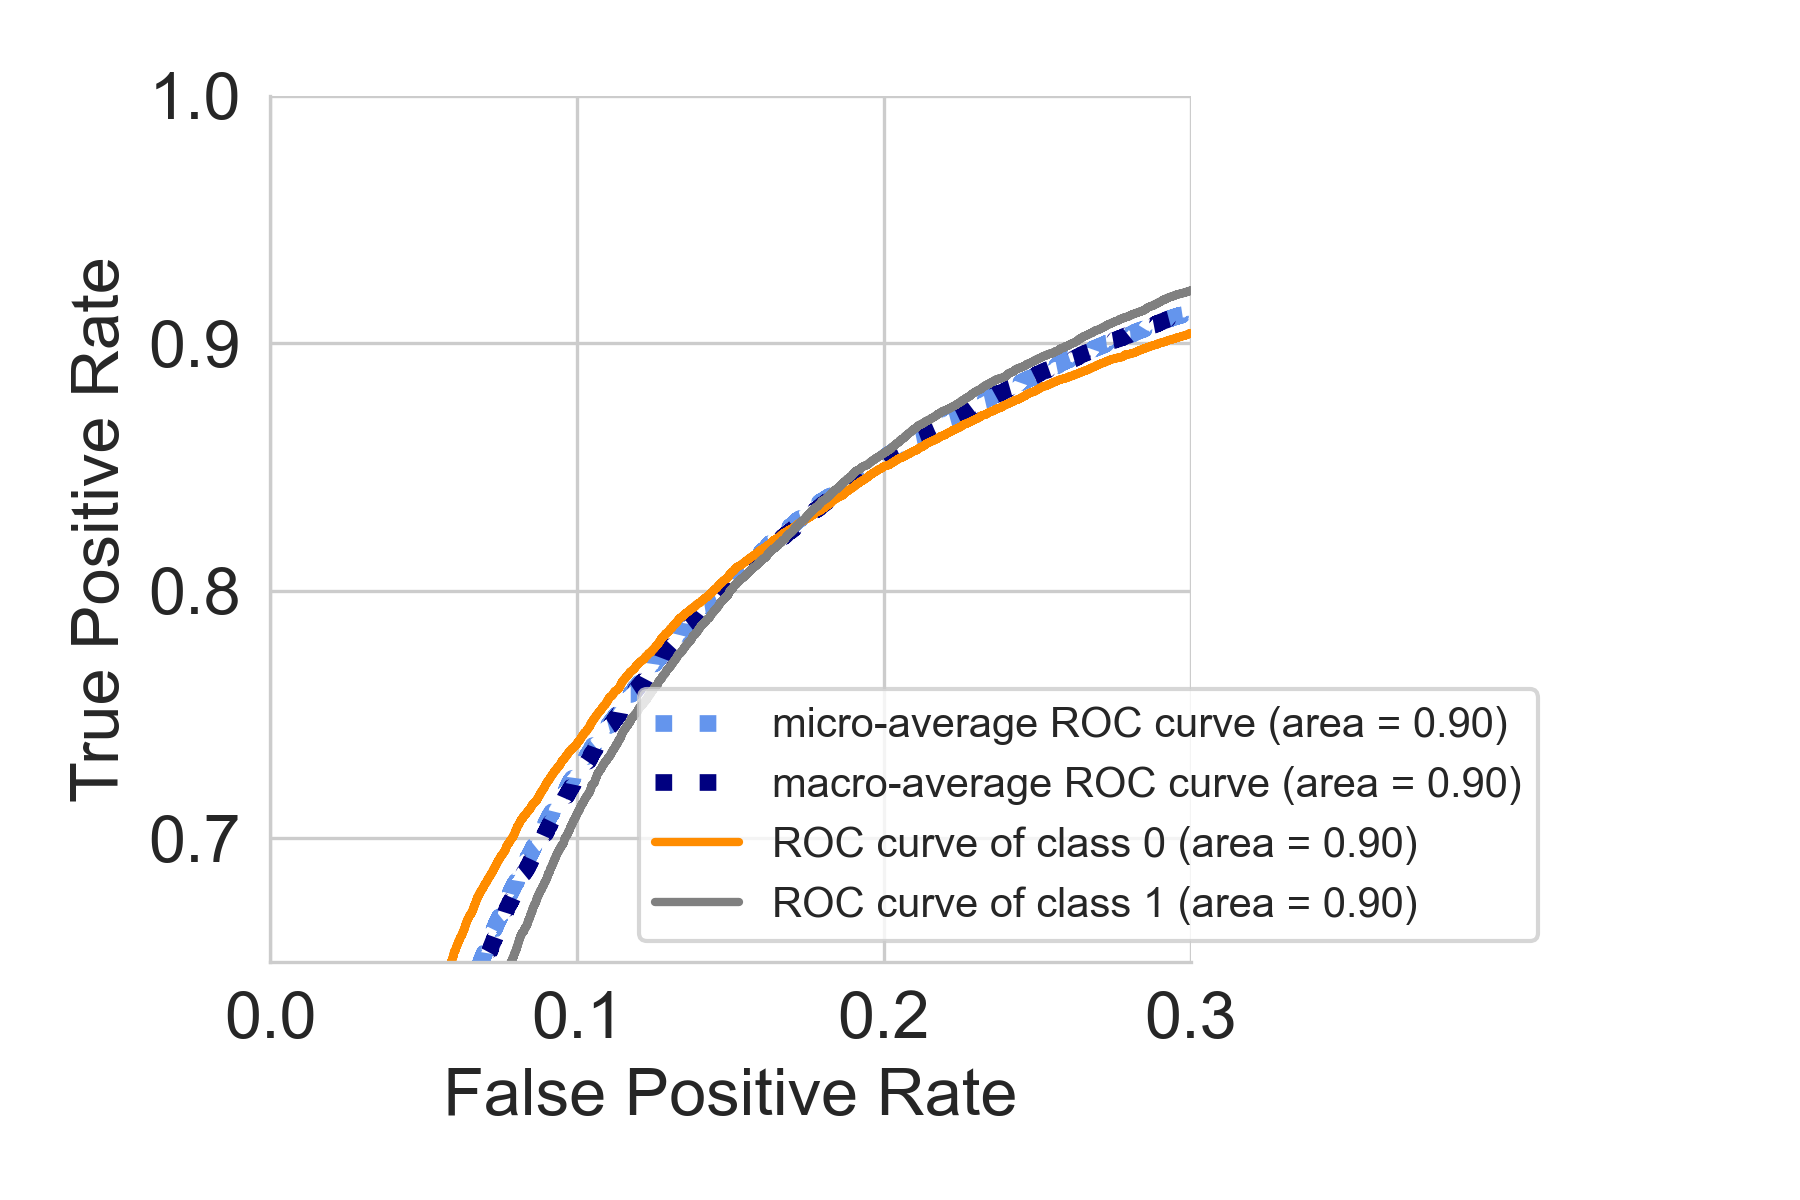 1.0
0.9
0.8
0.7
True Positive Rate
micro-average ROC curve (area = 0.90)
macro-average ROC curve (area = 0.90)
ROC curve of class 0 (area = 0.90)
ROC curve of class 1 (area = 0.90)
0.0 0.1 0.2 0.3
False Positive Rate